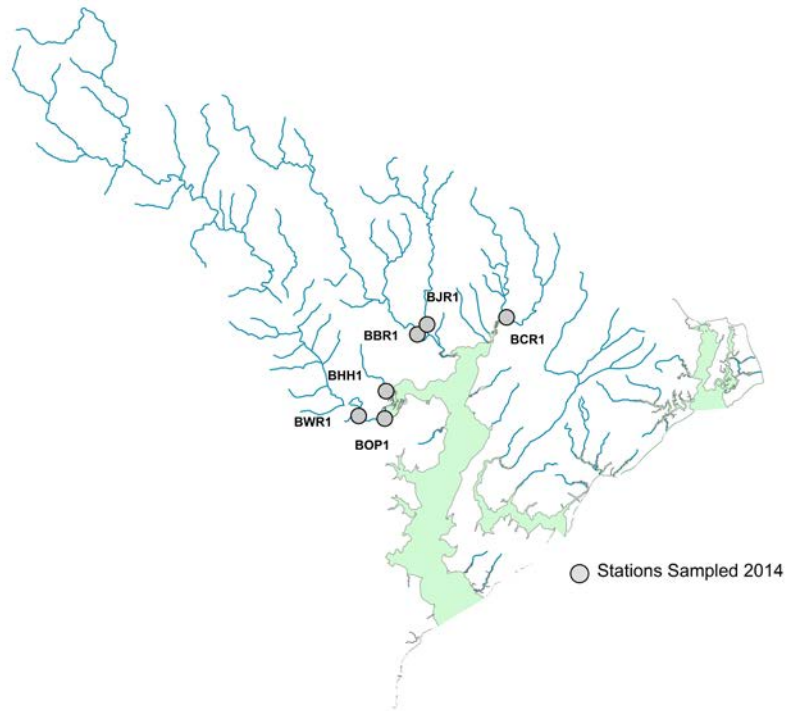 BJR1
BBR1
BCR1
BHH1
BWR1
BOP1
Stations Sampled 2014